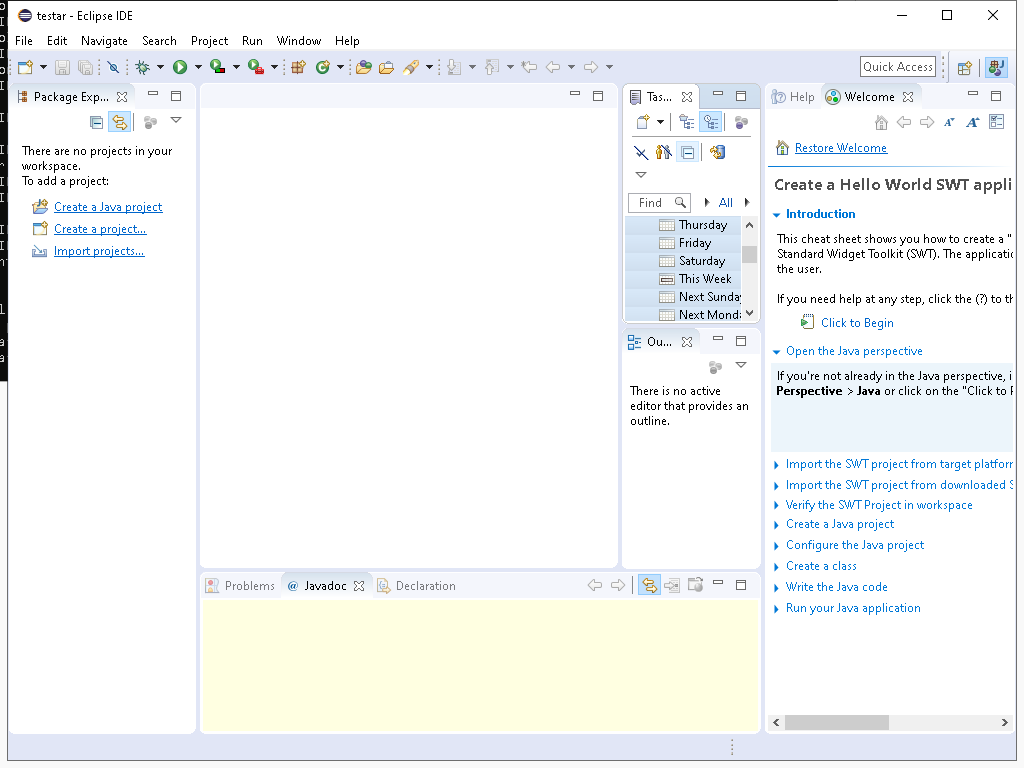 testar - Eclipse IDE
File Edit Navigate Search Project Run Window Help
Quick Access
Package Exp...
There are no projects in your
workspace.
To add a project:
Create a Java project
Create a project...
Import projects...
Tas...
Find
All
Thursday
Friday
Saturday
This Week
Next Sunday
Next Mond
Ou...
There is no active
editor that provides an
outline.
Problems @ Javadoc Declaration
Help Welcome
Restore Welcome
Create a Hello World SWT appli
Introduction
This cheat sheet shows you how to create a "
Standard Widget Toolkit (SWT). The applicatio
the user.
If you need help at any step, click the (?) to th
Click to Begin
Open the Java perspective
If you're not already in the Java perspective, i
Perspective > Java or click on the "Click to P
Import the SWT project from target platform
Import the SWT project from downloaded S
Verify the SWT Project in workspace
Create a Java project
Configure the Java project
Create a class
Write the Java code
Run your Java application